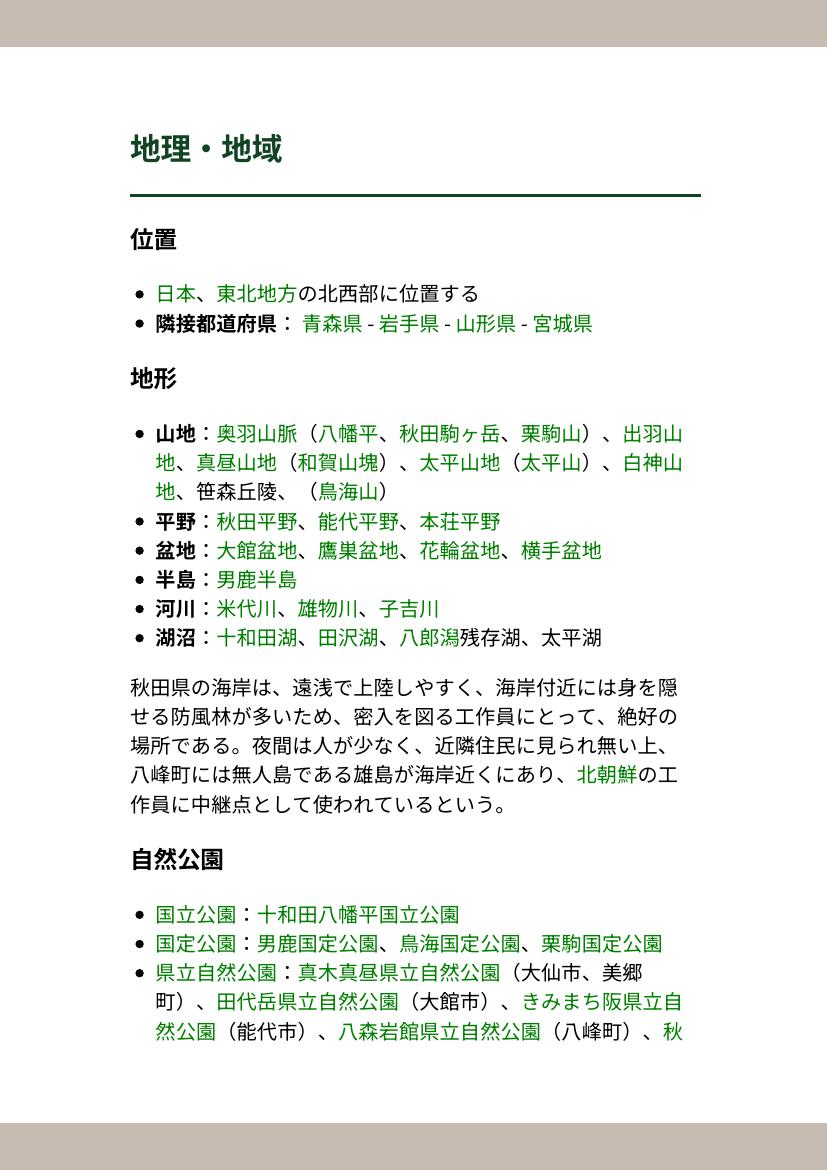 地理・地域
位置
• 日本、東北地方の北西部に位置する
• 隣接都道府県： 青森県 - 岩手県 - 山形県 - 宮城県
地形
• 山地：奥羽山脈（八幡平、秋田駒ヶ岳、栗駒山）、出羽山
地、真昼山地（和賀山塊）、太平山地（太平山）、白神山
地、笹森丘陵、（鳥海山）
• 平野：秋田平野、能代平野、本荘平野
• 盆地：大館盆地、鷹巣盆地、花輪盆地、横手盆地
• 半島：男鹿半島
• 河川：米代川、雄物川、子吉川
• 湖沼：十和田湖、田沢湖、八郎潟残存湖、太平湖
秋田県の海岸は、遠浅で上陸しやすく、海岸付近には身を隠
せる防風林が多いため、密入を図る工作員にとって、絶好の
場所である。夜間は人が少なく、近隣住民に見られ無い上、
八峰町には無人島である雄島が海岸近くにあり、北朝鮮の工
作員に中継点として使われているという。
自然公園
• 国立公園：十和田八幡平国立公園
• 国定公園：男鹿国定公園、鳥海国定公園、栗駒国定公園
• 県立自然公園：真木真昼県立自然公園（大仙市、美郷
町）、田代岳県立自然公園（大館市）、きみまち阪県立自
然公園（能代市）、八森岩館県立自然公園（八峰町）、秋